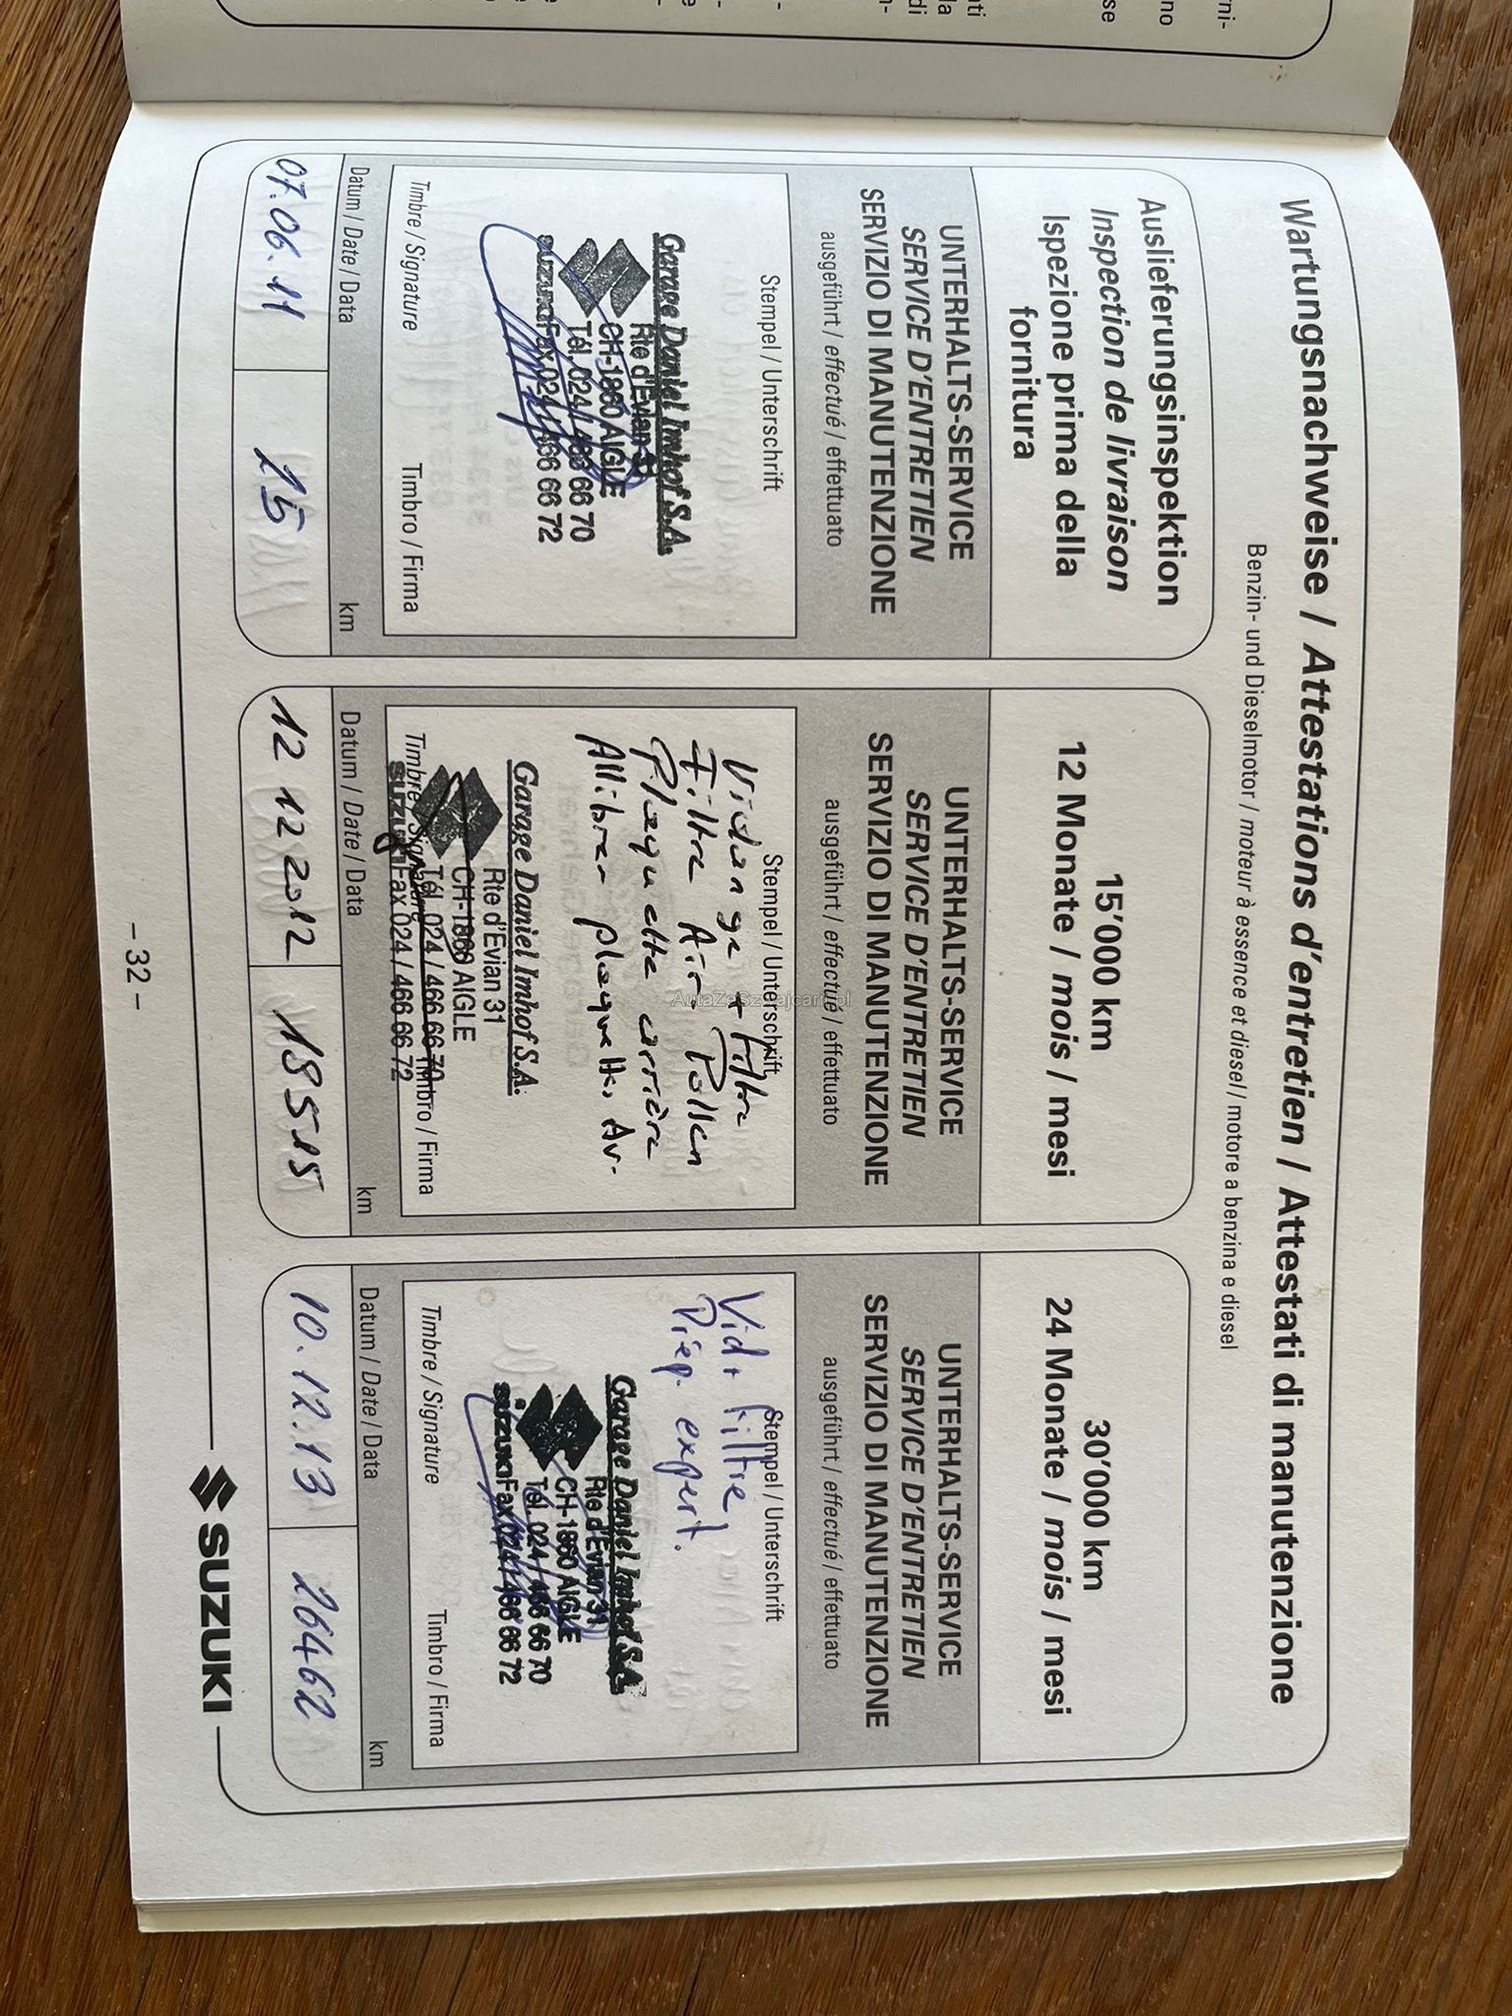 Wartungsnachweise / Attestations d'entretien / Attestati di manutenzione
Benzin- und Dieselmotor / moteur à essence et diesel / motore a benzina e diesel
Auslieferungsinspektion
Inspection de livraison
Ispezione prima della
fornitura
UNTERHALTS-SERVICE
SERVICE D'ENTRETIEN
SERVIZIO DI MANUTENZIONE
ausgeführt / effectué / effettuato
Stempel / Unterschrift
Garage Daniel Imhof S.A.
Rte d'Evian 31
CH-1860 AIGLE
Tél. 024 / 466 66 70
SUZUKI Fax 024 / 466 66 72
Timbre / Signature Timbro / Firma
Datum / Date / Data km
07.06.11 15
15'000 km
12 Monate / mois / mesi
UNTERHALTS-SERVICE
SERVICE D'ENTRETIEN
SERVIZIO DI MANUTENZIONE
ausgeführt / effectué / effettuato
Stempel / Unterschrift
Vidange + Filtre
Filtre Air + Pollen
Plaquette arrière
Allibrer plaquette Av.
Garage Daniel Imhof S.A.
Rte d'Evian 31
CH-1860 AIGLE
Tél. 024 / 466 66 70
SUZUKI Fax 024 / 466 66 72
Timbre / Signature Timbro / Firma
Datum / Date / Data km
12 12 2012 19515
30'000 km
24 Monate / mois / mesi
UNTERHALTS-SERVICE
SERVICE D'ENTRETIEN
SERVIZIO DI MANUTENZIONE
ausgeführt / effectué / effettuato
Stempel / Unterschrift
Vid + filtre,
Prép. expert.
Garage Daniel Imhof S.A.
Rte d'Evian 31
CH-1860 AIGLE
Tél. 024 / 466 66 70
SUZUKI Fax 024 / 466 66 72
Timbre / Signature Timbro / Firma
Datum / Date / Data km
10.12.13 26462
SUZUKI
– 32 –
AutaZeSzwajcarii.pl